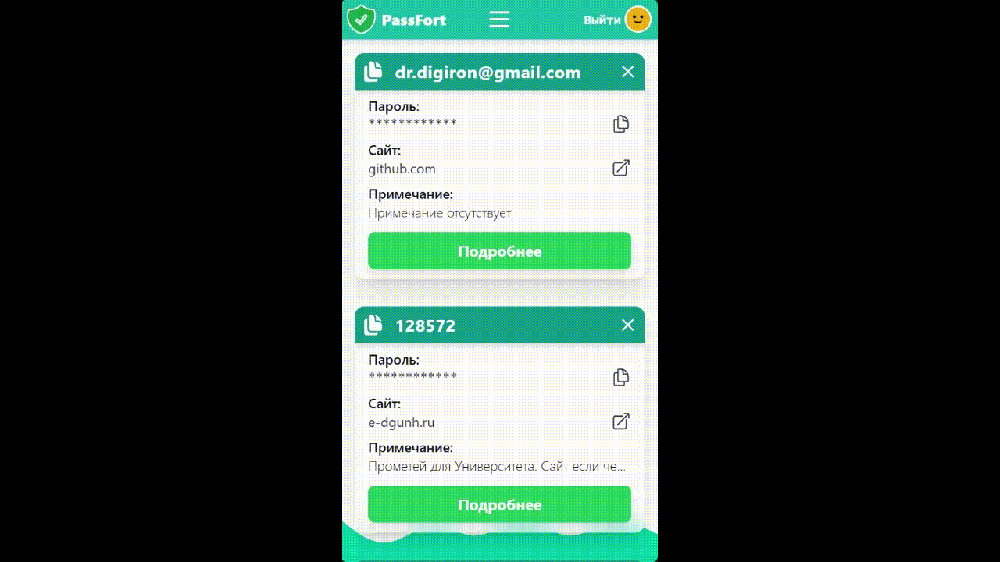 PassFort
Выйти
dr.digiron@gmail.com
Пароль:
************
Сайт:
github.com
Примечание:
Примечание отсутствует
Подробнее
128572
Пароль:
************
Сайт:
e-dgunh.ru
Примечание:
Прометей для Университета. Сайт если че...
Подробнее